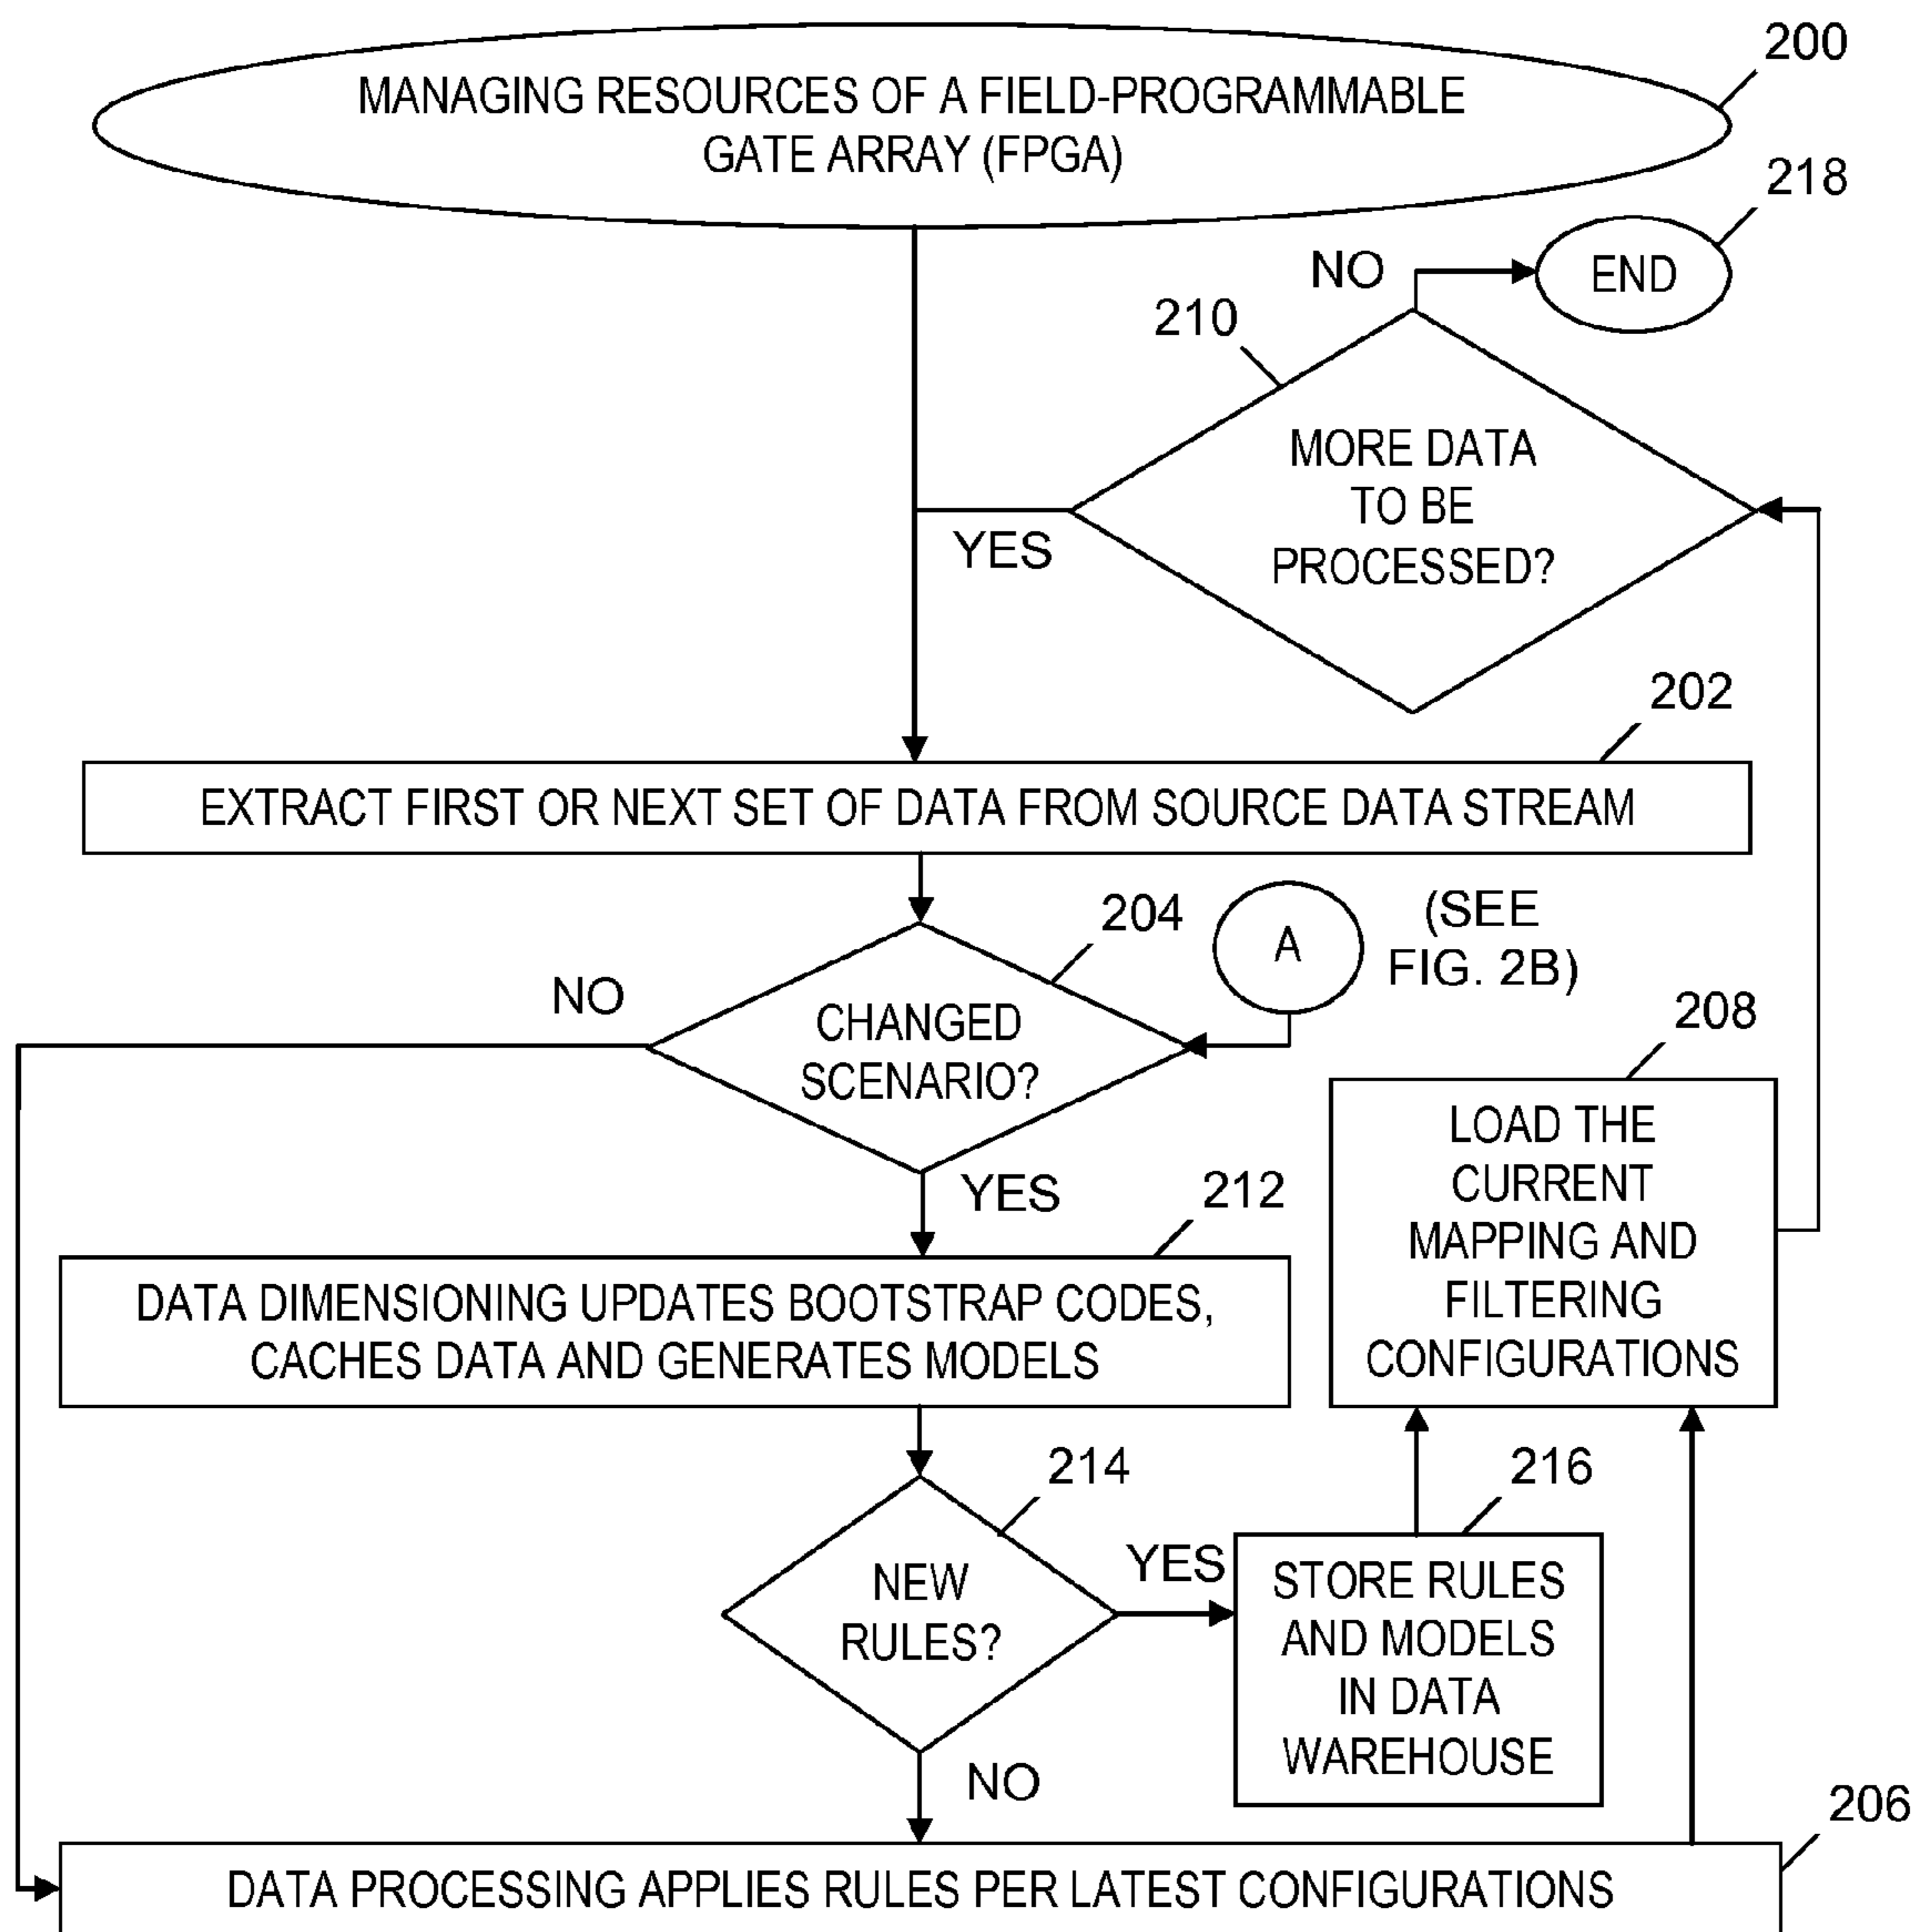 200
MANAGING RESOURCES OF A FIELD-PROGRAMMABLE
GATE ARRAY (FPGA)
218
NO
END
210
MORE DATA
TO BE
PROCESSED?
YES
202
EXTRACT FIRST OR NEXT SET OF DATA FROM SOURCE DATA STREAM
204
A
(SEE
FIG. 2B)
NO
CHANGED
SCENARIO?
208
LOAD THE
CURRENT
MAPPING AND
FILTERING
CONFIGURATIONS
YES
212
DATA DIMENSIONING UPDATES BOOTSTRAP CODES,
CACHES DATA AND GENERATES MODELS
214
NEW
RULES?
YES
216
STORE RULES
AND MODELS
IN DATA
WAREHOUSE
NO
206
DATA PROCESSING APPLIES RULES PER LATEST CONFIGURATIONS